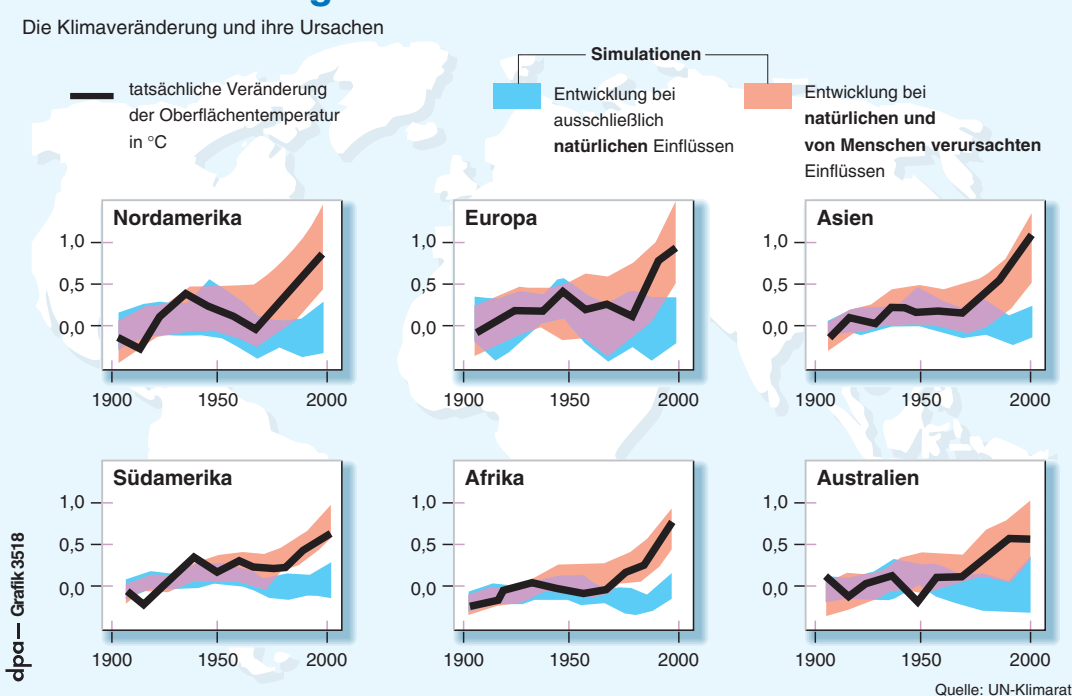 Die Klimaveränderung und ihre Ursachen
tatsächliche Veränderung
der Oberflächentemperatur
in °C
Simulationen
Entwicklung bei
ausschließlich
natürlichen Einflüssen
Entwicklung bei
natürlichen und
von Menschen verursachten
Einflüssen
Nordamerika
1,0
0,5
0,0
1900 1950 2000
Europa
1,0
0,5
0,0
1900 1950 2000
Asien
1,0
0,5
0,0
1900 1950 2000
Südamerika
1,0
0,5
0,0
1900 1950 2000
Afrika
1,0
0,5
0,0
1900 1950 2000
Australien
1,0
0,5
0,0
1900 1950 2000
dpa–Grafik 3518
Quelle: UN-Klimarat